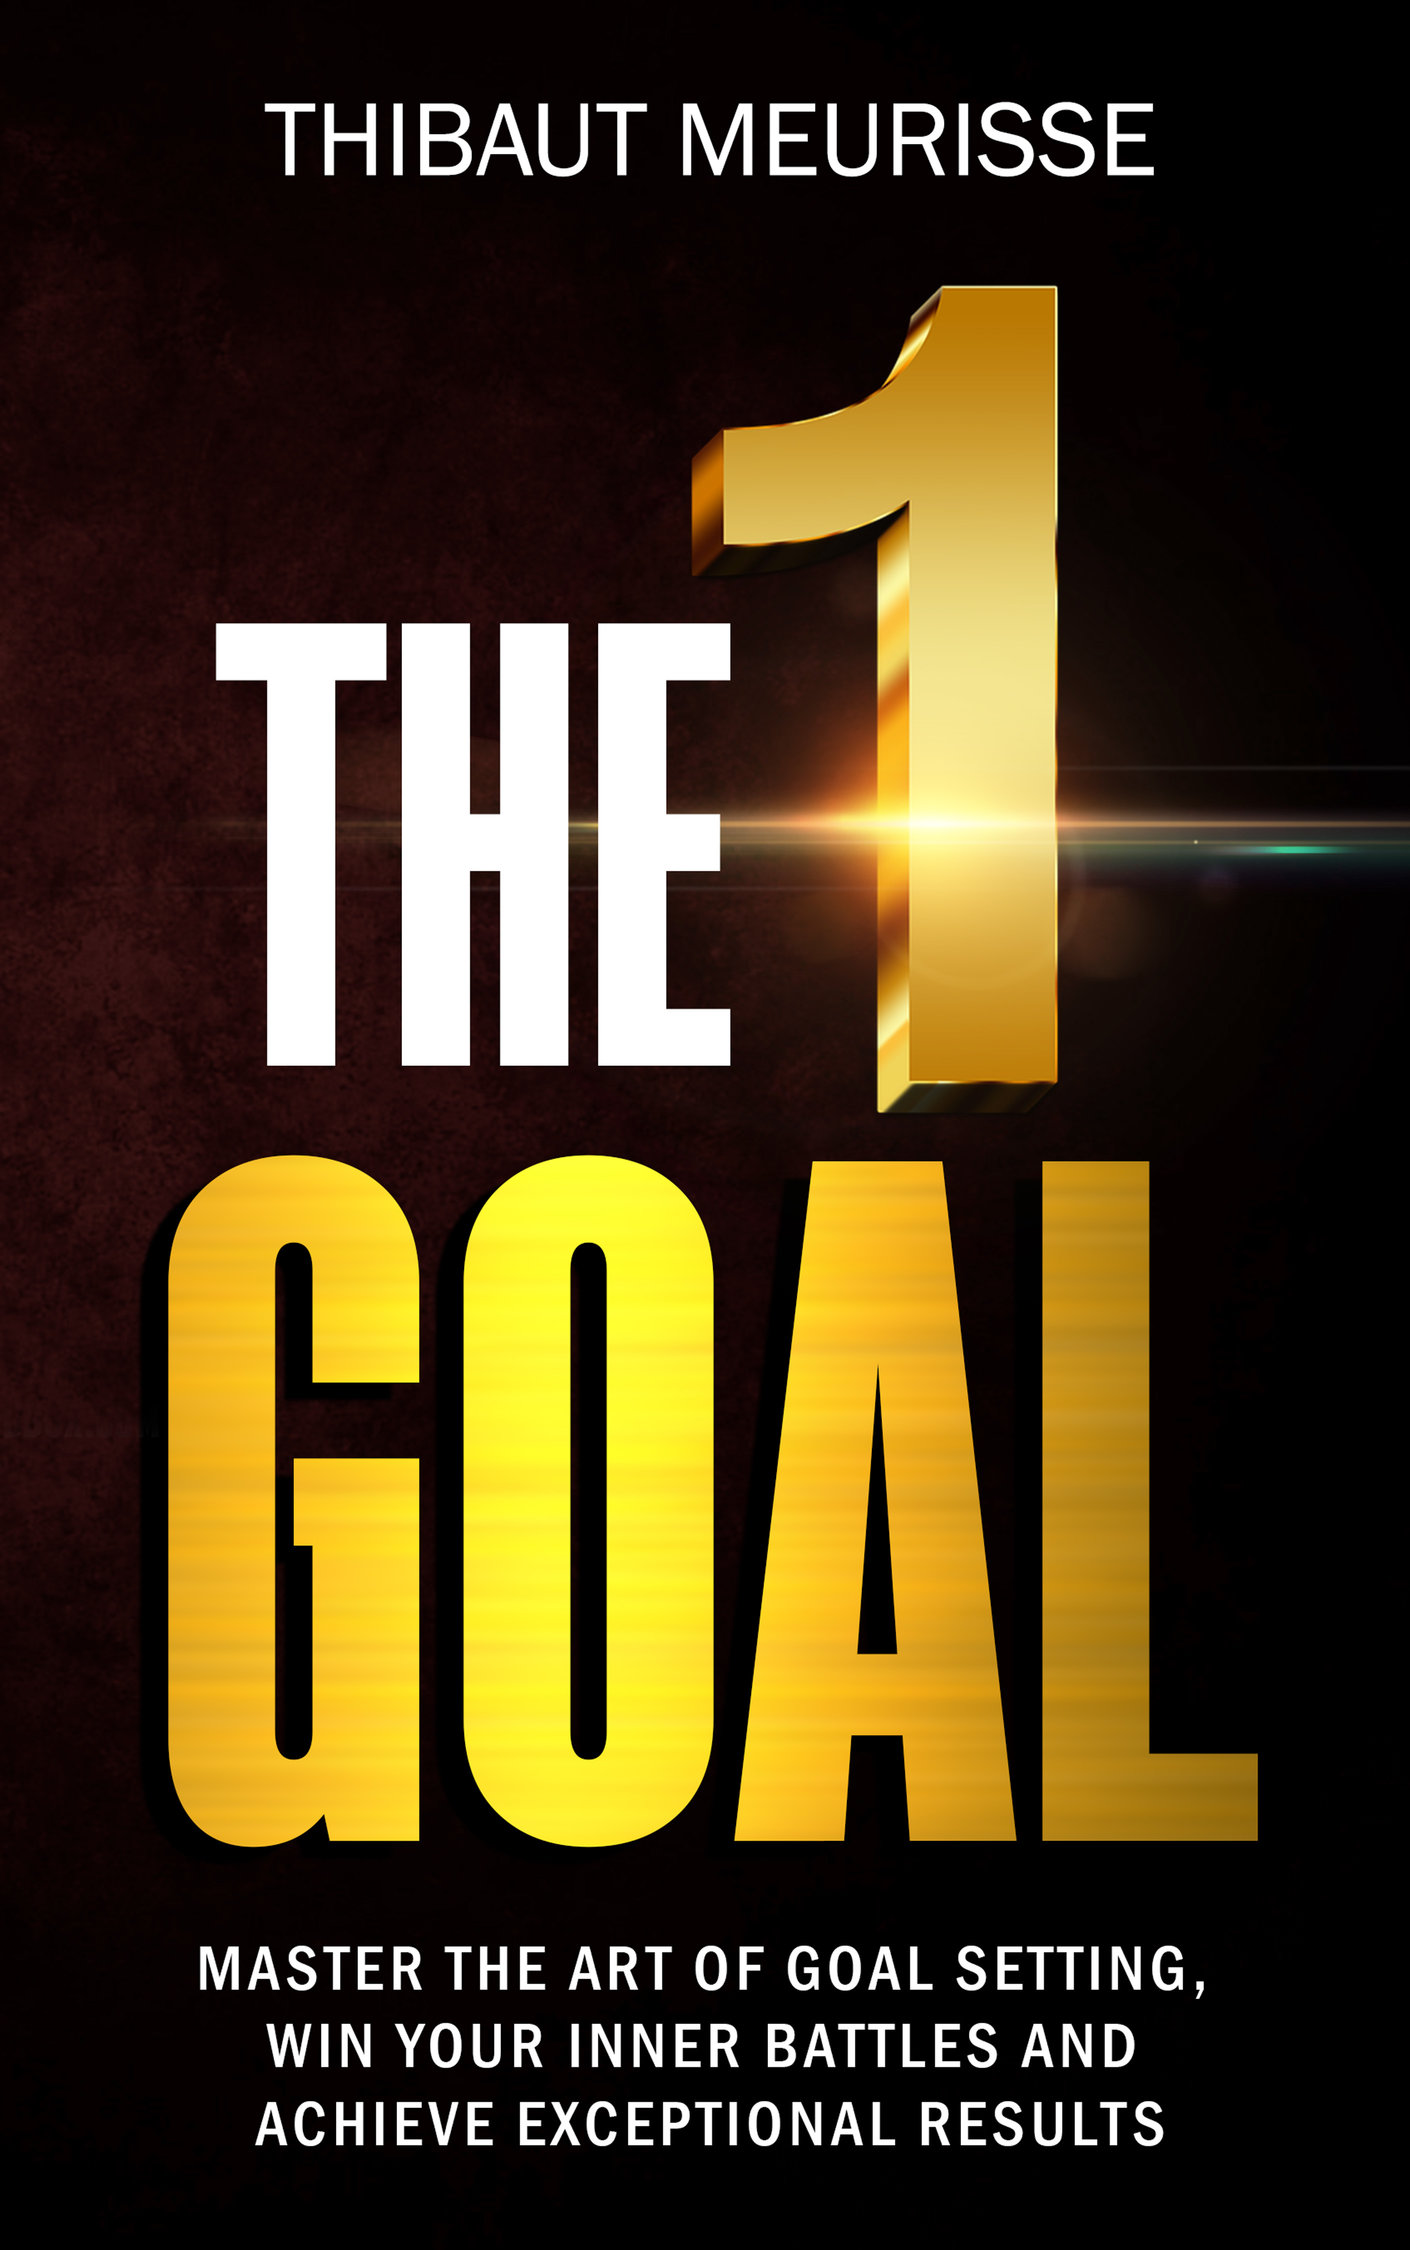 THIBAUT MEURISSE
THE 1
GOAL
MASTER THE ART OF GOAL SETTING,
WIN YOUR INNER BATTLES AND
ACHIEVE EXCEPTIONAL RESULTS